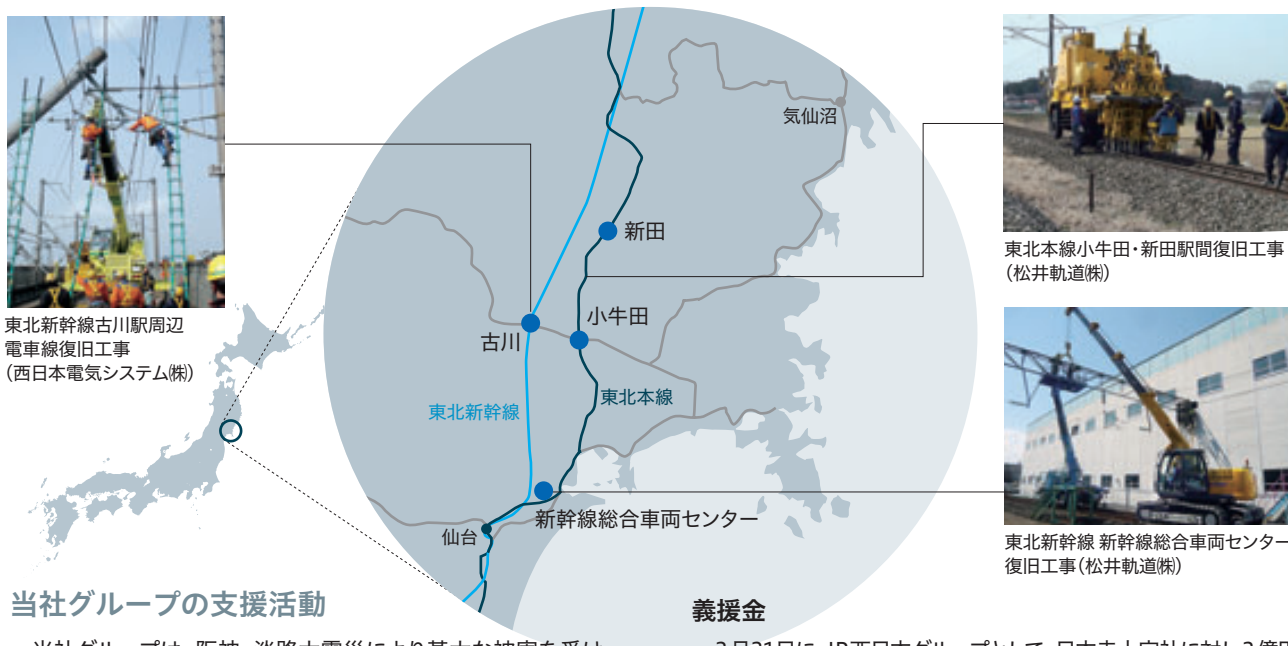 気仙沼
新田
小牛田
古川
東北新幹線
東北本線
新幹線総合車両センター
仙台
東北新幹線古川駅周辺
電車線復旧工事
(西日本電気システム㈱)
東北本線小牛田・新田駅間復旧工事
(松井軌道㈱)
東北新幹線 新幹線総合車両センター
復旧工事(松井軌道㈱)
当社グループの支援活動
義援金